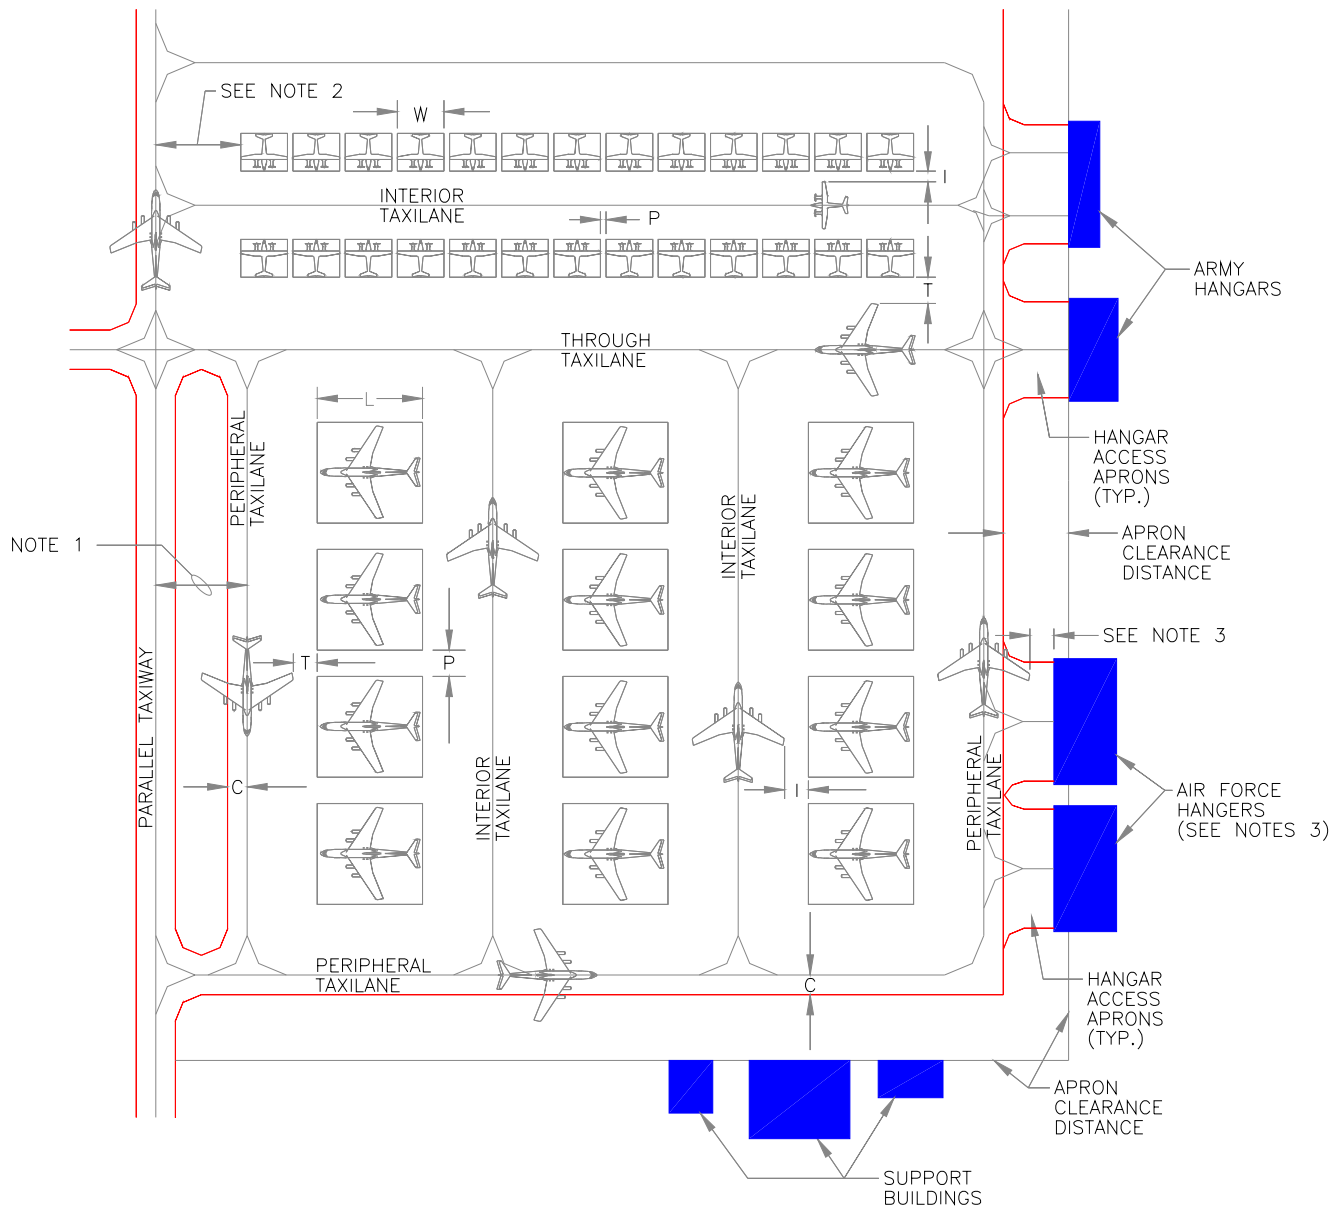 SEE NOTE 2
W
I
INTERIOR
TAXILANE
P
ARMY
HANGARS
T
THROUGH
TAXILANE
L
PERIPHERAL
TAXILANE
HANGAR
ACCESS
APRONS
(TYP.)
INTERIOR
TAXILANE
NOTE 1
APRON
CLEARANCE
DISTANCE
SEE NOTE 3
T
P
PARALLEL TAXIWAY
C
INTERIOR
TAXILANE
I
PERIPHERAL
TAXILANE
AIR FORCE
HANGERS
(SEE NOTES 3)
PERIPHERAL
TAXILANE
C
HANGAR
ACCESS
APRONS
(TYP.)
APRON
CLEARANCE
DISTANCE
SUPPORT
BUILDINGS